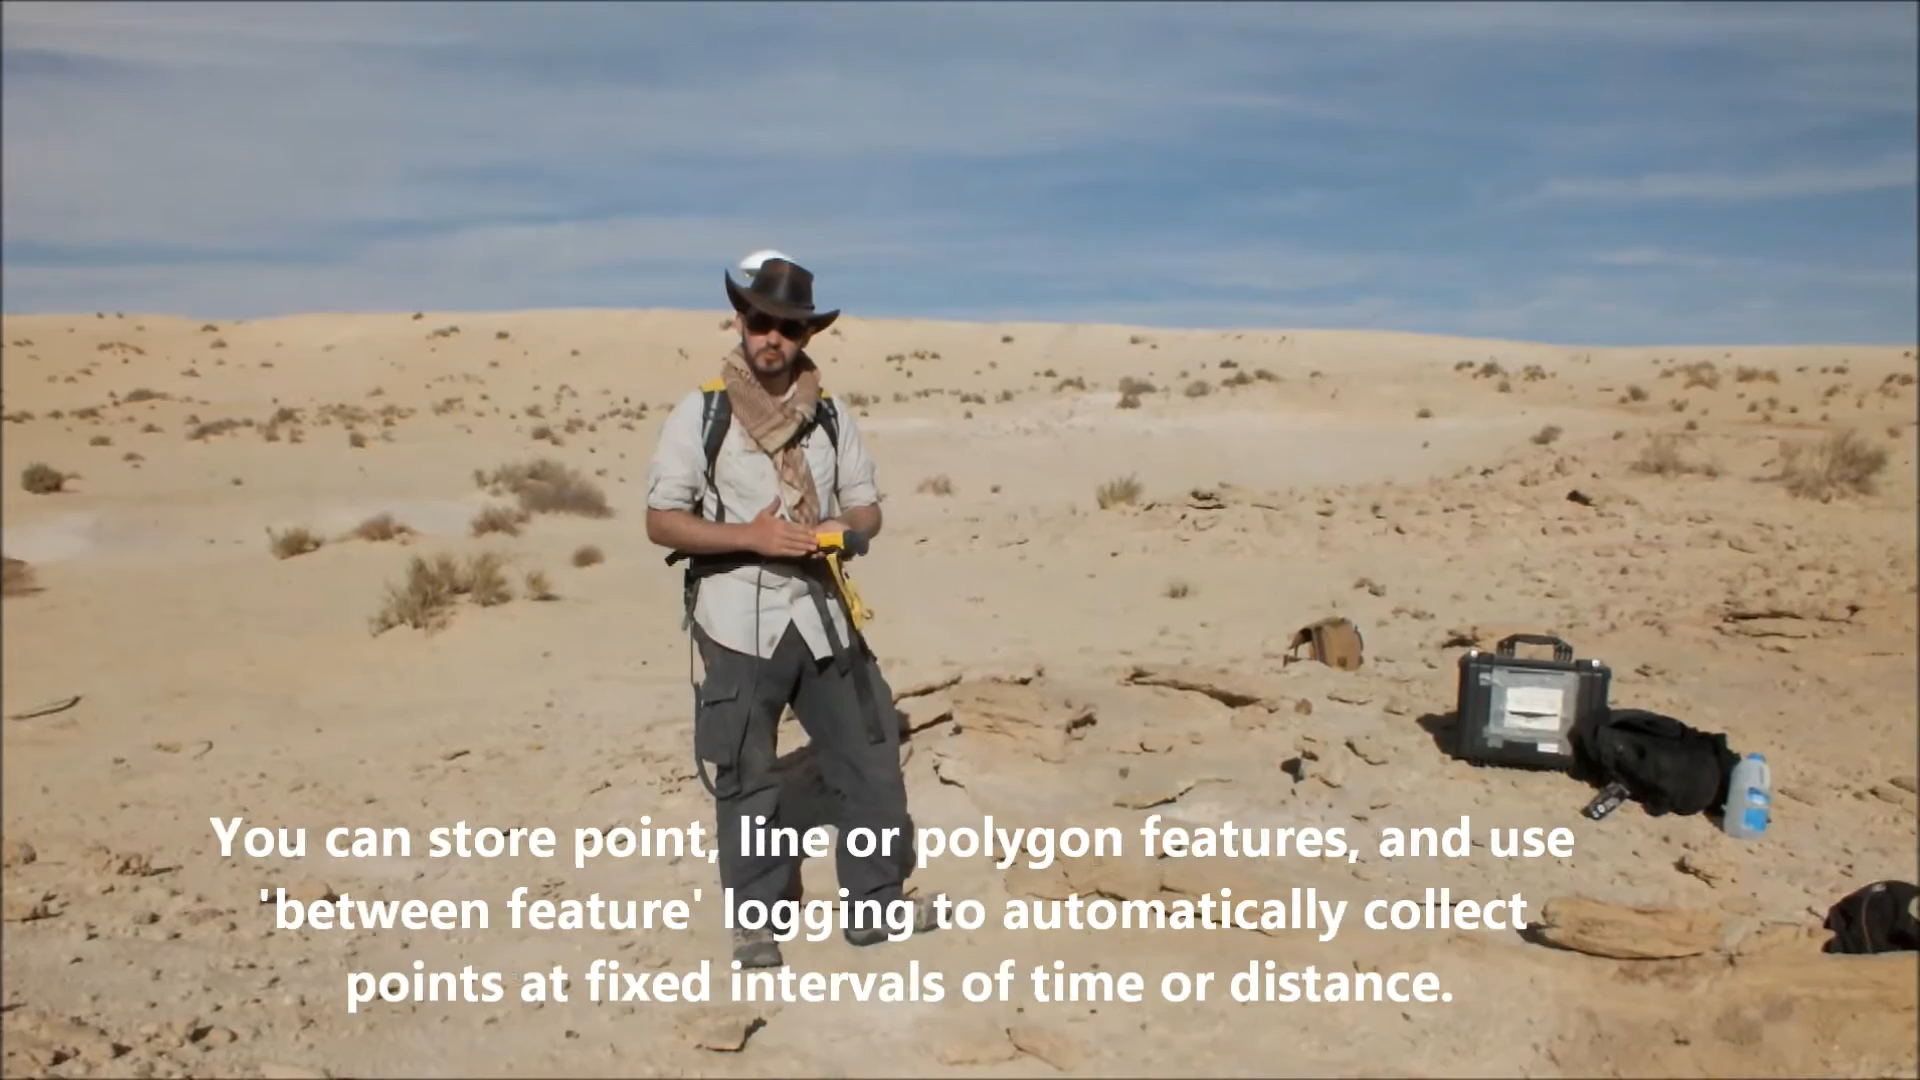 You can store point, line or polygon features, and use
'between feature' logging to automatically collect
points at fixed intervals of time or distance.